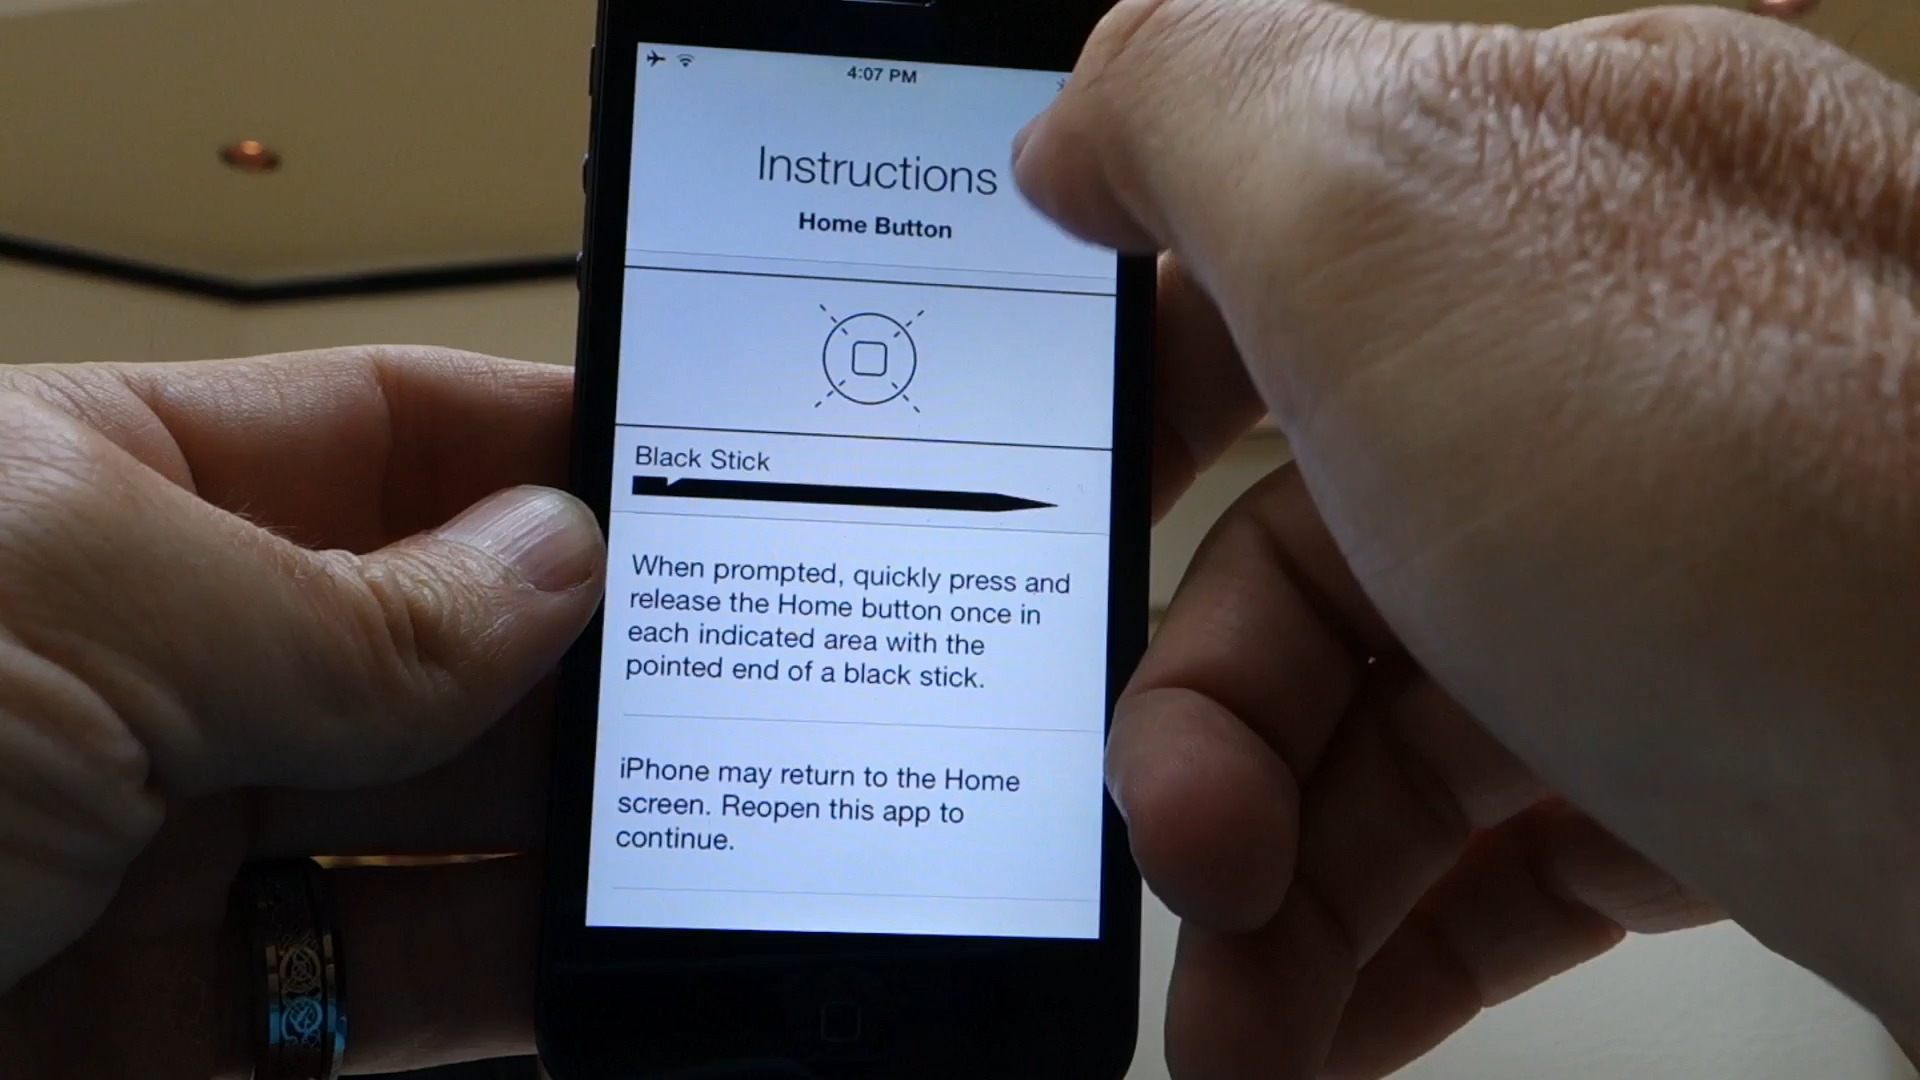 4:07 PM
Instructions
Home Button
Black Stick
When prompted, quickly press and
release the Home button once in
each indicated area with the
pointed end of a black stick.
iPhone may return to the Home
screen. Reopen this app to
continue.